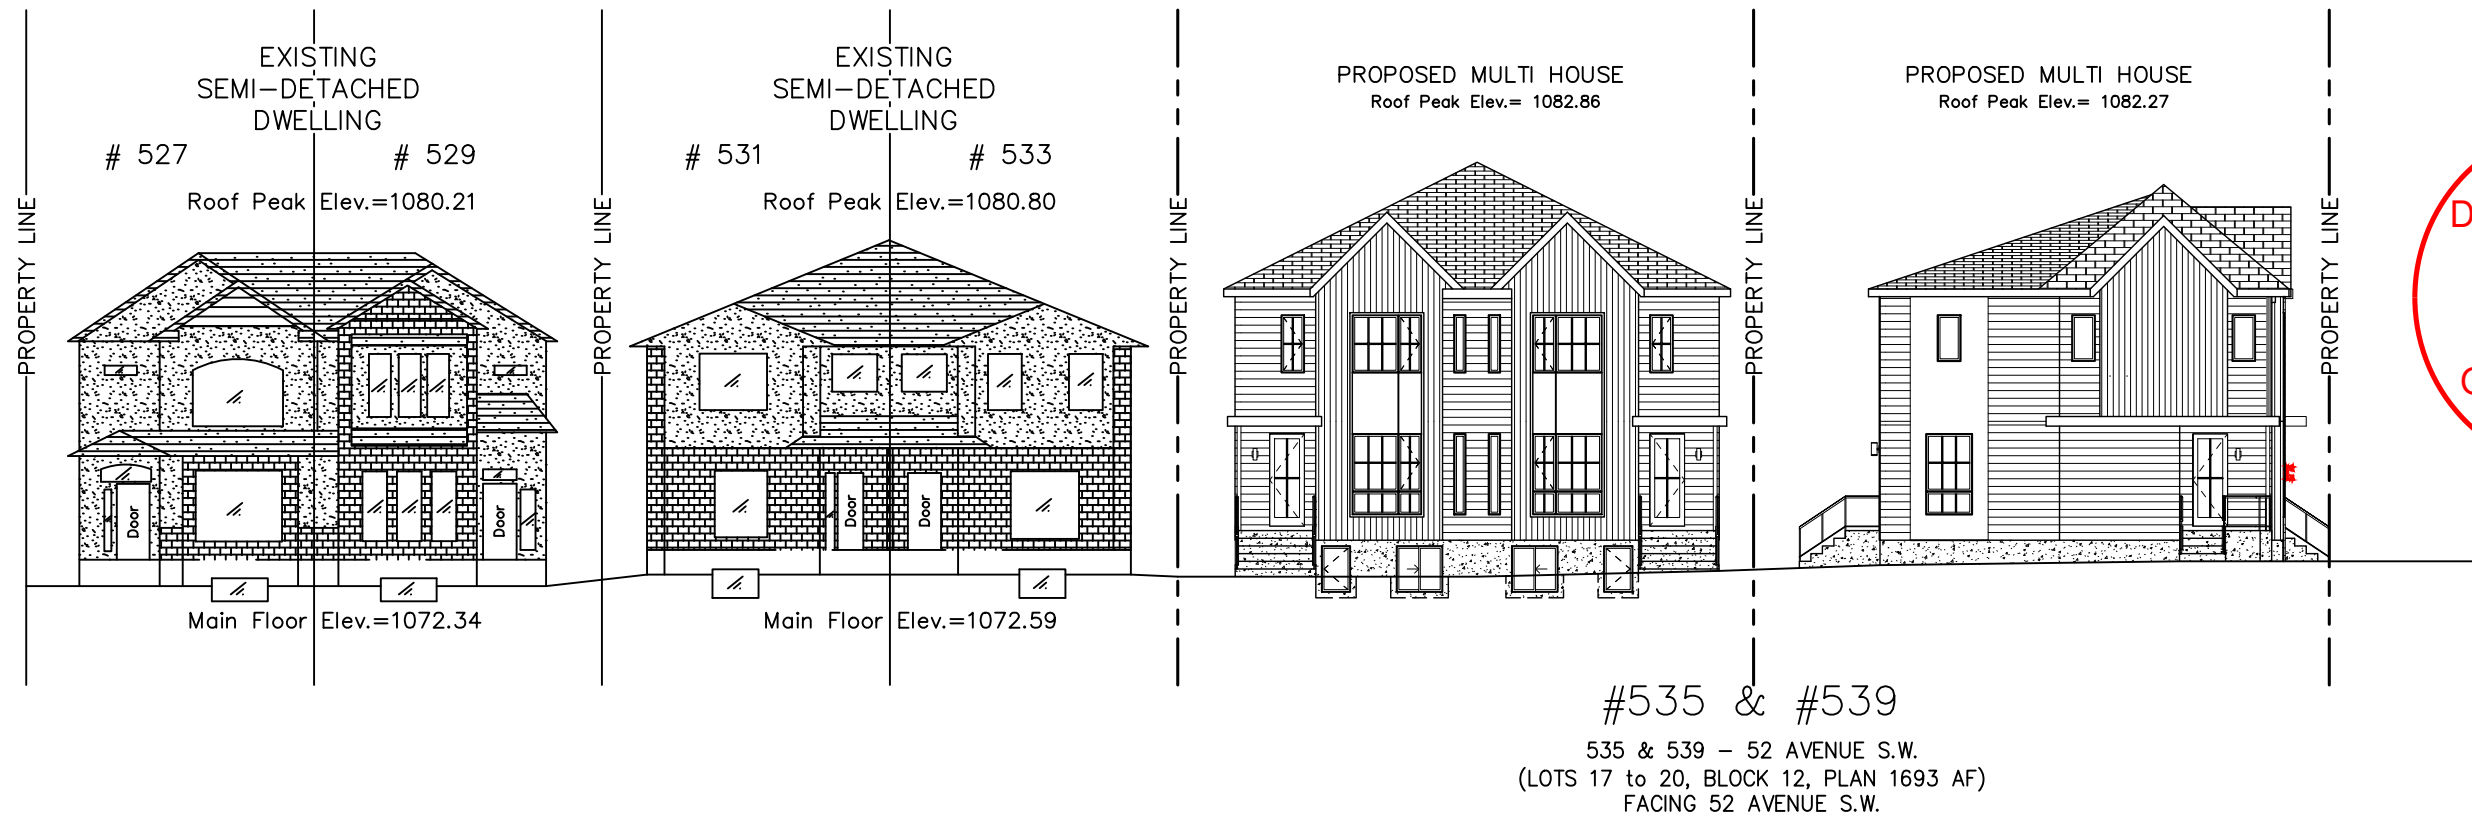 EXISTING
SEMI-DETACHED
DWELLING
# 527
# 529
Roof Peak Elev.=1080.21
EXISTING
SEMI-DETACHED
DWELLING
# 531
# 533
Roof Peak Elev.=1080.80
PROPOSED MULTI HOUSE
Roof Peak Elev.= 1082.86
PROPOSED MULTI HOUSE
Roof Peak Elev.= 1082.27
PROPERTY LINE
PROPERTY LINE
PROPERTY LINE
PROPERTY LINE
PROPERTY LINE
D
Door
Door
Door
Door
Main Floor Elev.=1072.34
Main Floor Elev.=1072.59
#535 & #539
535 & 539 - 52 AVENUE S.W.
(LOTS 17 to 20, BLOCK 12, PLAN 1693 AF)
FACING 52 AVENUE S.W.